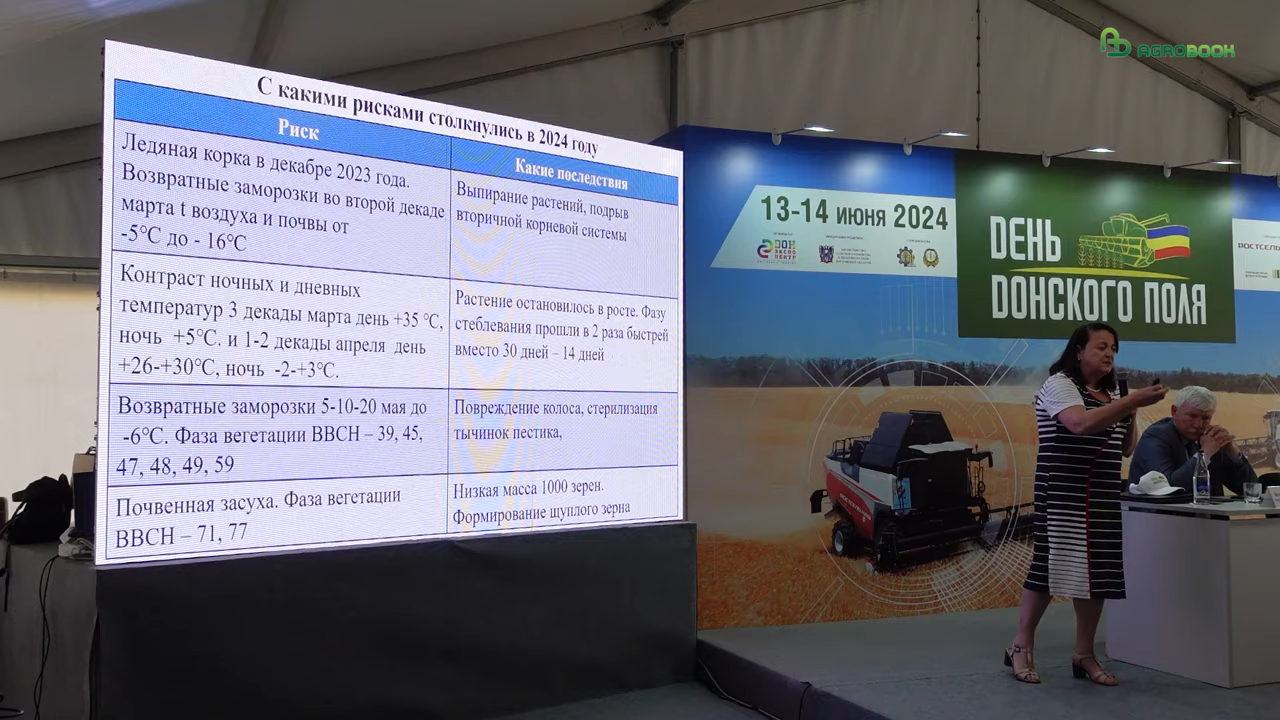 AGROBOOK
С какими рисками столкнулись в 2024 году
Риск
Какие последствия
Ледяная корка в декабре 2023 года.
Возвратные заморозки во второй декаде
марта t воздуха и почвы от
-5℃ до - 16℃
Выпирание растений, подрыв
вторичной корневой системы
Контраст ночных и дневных
температур 3 декады марта день +35 ℃,
ночь +5℃. и 1-2 декады апреля день
+26-+30℃, ночь -2-+3℃.
Растение остановилось в росте. Фазу
стеблевания прошли в 2 раза быстрей
вместо 30 дней – 14 дней
Возвратные заморозки 5-10-20 мая до
-6℃. Фаза вегетации ВВСН – 39, 45,
47, 48, 49, 59
Повреждение колоса, стерилизация
тычинок пестика,
Почвенная засуха. Фаза вегетации
ВВСН – 71, 77
Низкая масса 1000 зерен.
Формирование щуплого зерна
13-14 июня 2024
ДОН
ЭКСПО
ЦЕНТР
ДЕНЬ
ДОНСКОГО ПОЛЯ